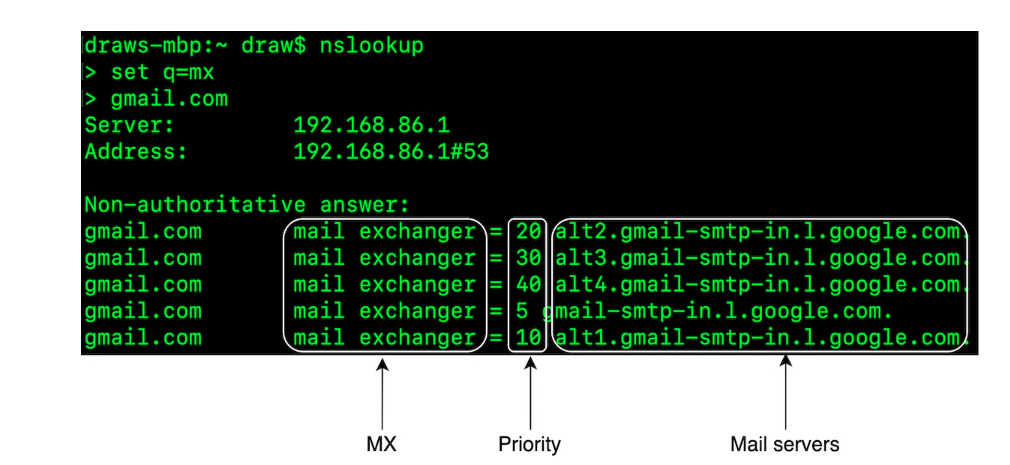 draws-mbp:~ draw$ nslookup
> set q=mx
> gmail.com
Server: 192.168.86.1
Address: 192.168.86.1#53
Non-authoritative answer:
gmail.com mail exchanger = 20 alt2.gmail-smtp-in.l.google.com.
gmail.com mail exchanger = 30 alt3.gmail-smtp-in.l.google.com.
gmail.com mail exchanger = 40 alt4.gmail-smtp-in.l.google.com.
gmail.com mail exchanger = 5 gmail-smtp-in.l.google.com.
gmail.com mail exchanger = 10 alt1.gmail-smtp-in.l.google.com.
MX Priority Mail servers